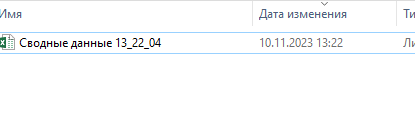 Имя Дата изменения Ти
Сводные данные 13_22_04 10.11.2023 13:22 Ли